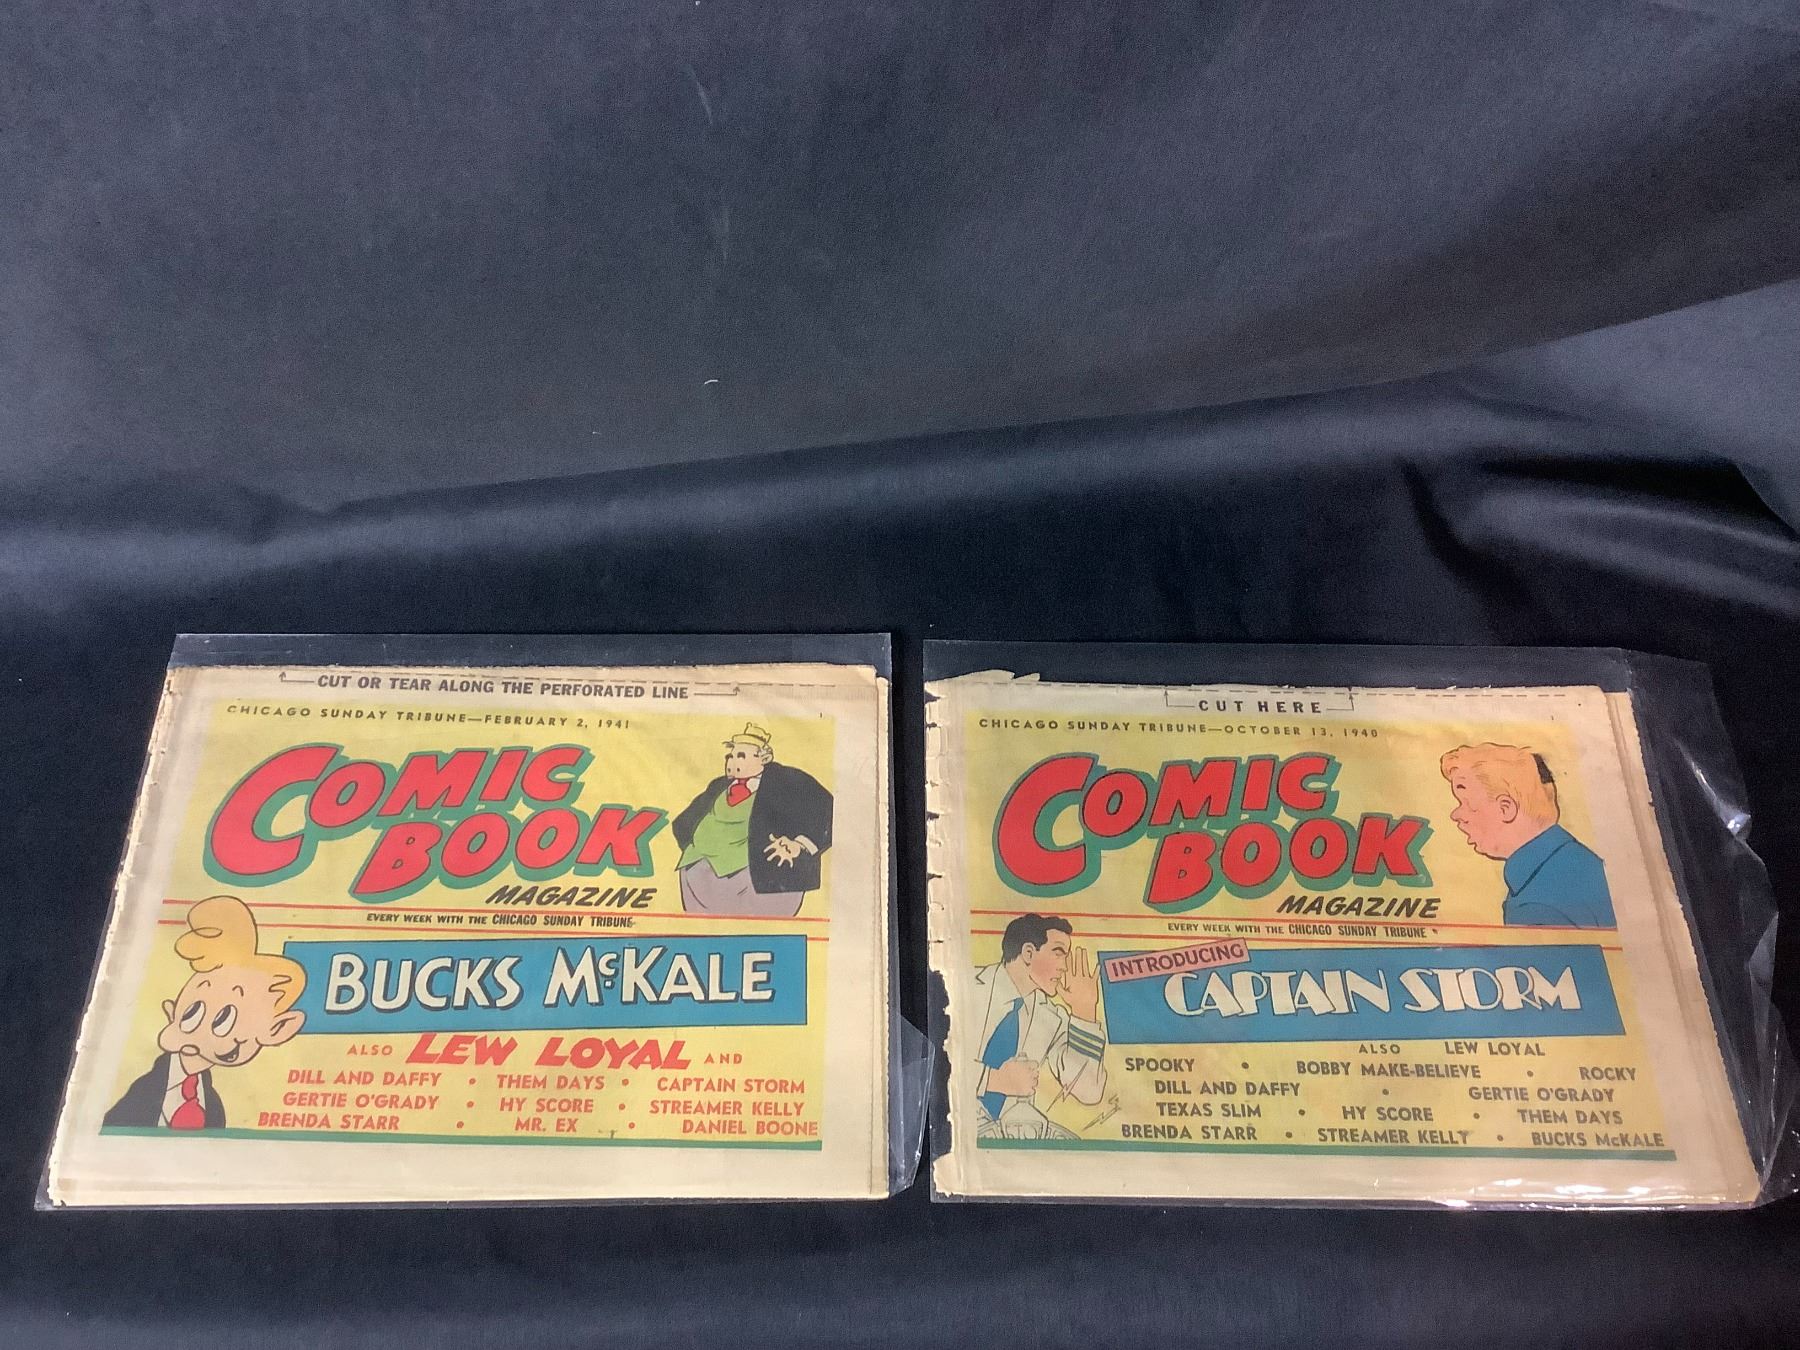 CUT OR TEAR ALONG THE PERFORATED LINE
CHICAGO SUNDAY TRIBUNE—FEBRUARY 2, 1941
COMIC
BOOK
MAGAZINE
EVERY WEEK WITH THE CHICAGO SUNDAY TRIBUNE
BUCKS McKALE
ALSO LEW LOYAL AND
DILL AND DAFFY • THEM DAYS • CAPTAIN STORM
GERTIE O'GRADY • HY SCORE • STREAMER KELLY
BRENDA STARR • MR. EX • DANIEL BOONE
CUT HERE
CHICAGO SUNDAY TRIBUNE—OCTOBER 13, 1940
COMIC
BOOK
MAGAZINE
EVERY WEEK WITH THE CHICAGO SUNDAY TRIBUNE
INTRODUCING
CAPTAIN STORM
ALSO LEW LOYAL
SPOOKY • BOBBY MAKE-BELIEVE • ROCKY
DILL AND DAFFY • GERTIE O'GRADY
TEXAS SLIM • HY SCORE • THEM DAYS
BRENDA STARR • STREAMER KELLY • BUCKS McKALE